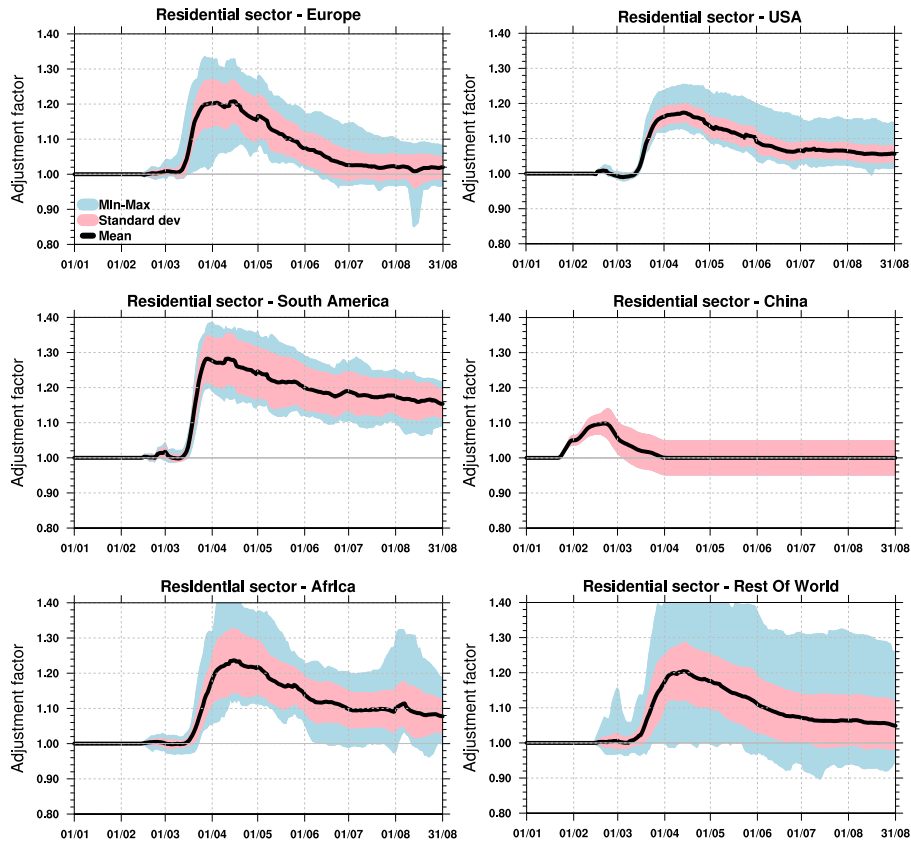 Residential sector - Europe
Adjustment factor
1.40
1.30
1.20
1.10
1.00
0.90
0.80
MIn-Max
Standard dev
Mean
01/01 01/02 01/03 01/04 01/05 01/06 01/07 01/08 31/08
Residential sector - USA
Adjustment factor
1.40
1.30
1.20
1.10
1.00
0.90
0.80
01/01 01/02 01/03 01/04 01/05 01/06 01/07 01/08 31/08
Residential sector - South America
Adjustment factor
1.40
1.30
1.20
1.10
1.00
0.90
0.80
01/01 01/02 01/03 01/04 01/05 01/06 01/07 01/08 31/08
Residential sector - China
Adjustment factor
1.40
1.30
1.20
1.10
1.00
0.90
0.80
01/01 01/02 01/03 01/04 01/05 01/06 01/07 01/08 31/08
Residential sector - Africa
Adjustment factor
1.40
1.30
1.20
1.10
1.00
0.90
0.80
01/01 01/02 01/03 01/04 01/05 01/06 01/07 01/08 31/08
Residential sector - Rest Of World
Adjustment factor
1.40
1.30
1.20
1.10
1.00
0.90
0.80
01/01 01/02 01/03 01/04 01/05 01/06 01/07 01/08 31/08